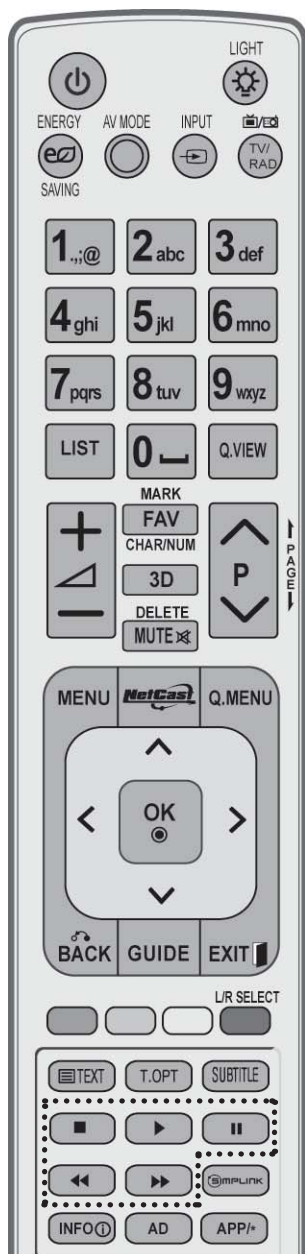 LIGHT
ENERGY AV MODE INPUT
TV/
RAD
SAVING
1.,;@ 2abc 3def
4ghi 5jkl 6mno
7pqrs 8tuv 9wxyz
LIST 0 Q.VIEW
MARK
FAV
CHAR/NUM
3D
P
PAGE
DELETE
MUTE
MENU NetCast Q.MENU
OK
BACK GUIDE EXIT
L/R SELECT
TEXT T.OPT SUBTITLE
SIMPLINK
INFO AD APP/*